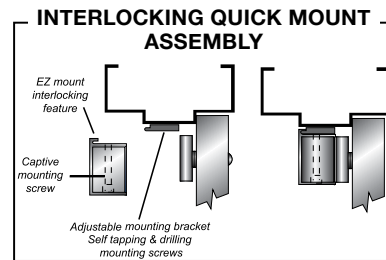 INTERLOCKING QUICK MOUNT
ASSEMBLY
EZ mount
interlocking
feature
Captive
mounting
screw
Adjustable mounting bracket
Self tapping & drilling
mounting screws